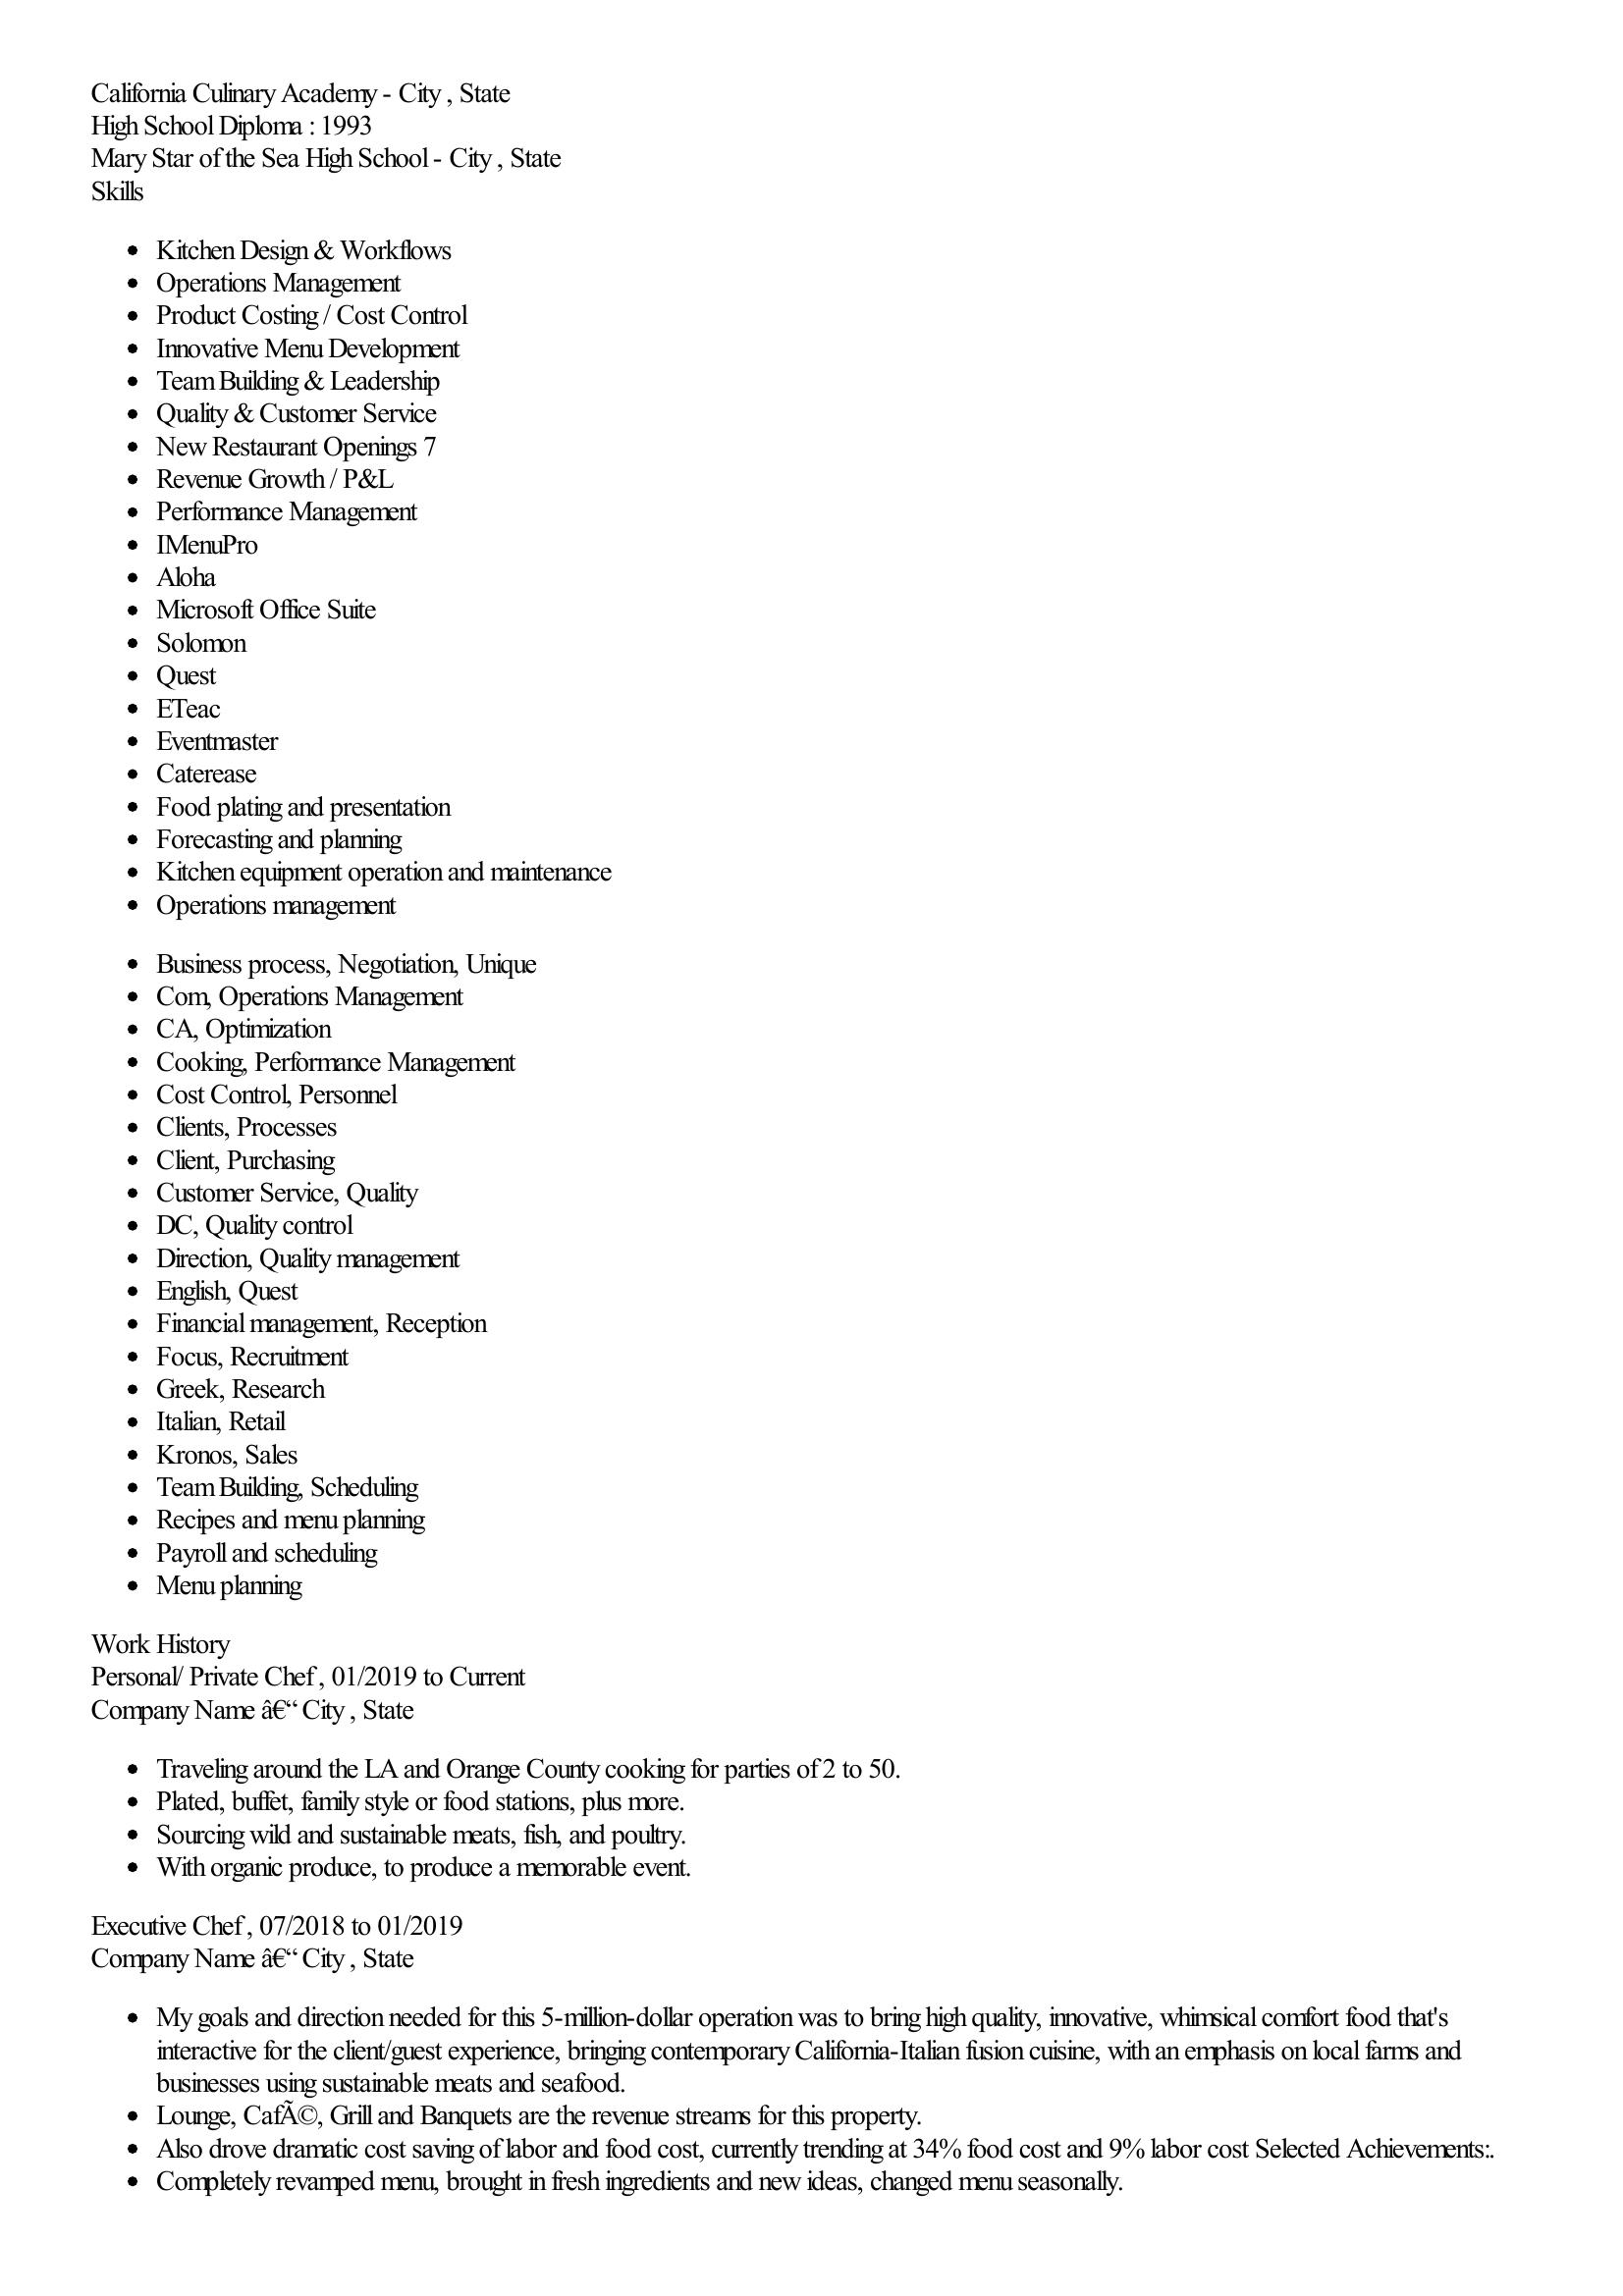 California Culinary Academy - City , State
High School Diploma : 1993
Mary Star of the Sea High School - City , State
Skills
• Kitchen Design & Workflows
• Operations Management
• Product Costing / Cost Control
• Innovative Menu Development
• Team Building & Leadership
• Quality & Customer Service
• New Restaurant Openings 7
• Revenue Growth / P&L
• Performance Management
• IMenuPro
• Aloha
• Microsoft Office Suite
• Solomon
• Quest
• ETeac
• Eventmaster
• Caterease
• Food plating and presentation
• Forecasting and planning
• Kitchen equipment operation and maintenance
• Operations management
• Business process, Negotiation, Unique
• Com, Operations Management
• CA, Optimization
• Cooking, Performance Management
• Cost Control, Personnel
• Clients, Processes
• Client, Purchasing
• Customer Service, Quality
• DC, Quality control
• Direction, Quality management
• English, Quest
• Financial management, Reception
• Focus, Recruitment
• Greek, Research
• Italian, Retail
• Kronos, Sales
• Team Building, Scheduling
• Recipes and menu planning
• Payroll and scheduling
• Menu planning
Work History
Personal/ Private Chef , 01/2019 to Current
Company Name â€“ City , State
• Traveling around the LA and Orange County cooking for parties of 2 to 50.
• Plated, buffet, family style or food stations, plus more.
• Sourcing wild and sustainable meats, fish, and poultry.
• With organic produce, to produce a memorable event.
Executive Chef , 07/2018 to 01/2019
Company Name â€“ City , State
• My goals and direction needed for this 5-million-dollar operation was to bring high quality, innovative, whimsical comfort food that's
interactive for the client/guest experience, bringing contemporary California-Italian fusion cuisine, with an emphasis on local farms and
businesses using sustainable meats and seafood.
• Lounge, CafÃ©, Grill and Banquets are the revenue streams for this property.
• Also drove dramatic cost saving of labor and food cost, currently trending at 34% food cost and 9% labor cost Selected Achievements:.
• Completely revamped menu, brought in fresh ingredients and new ideas, changed menu seasonally.